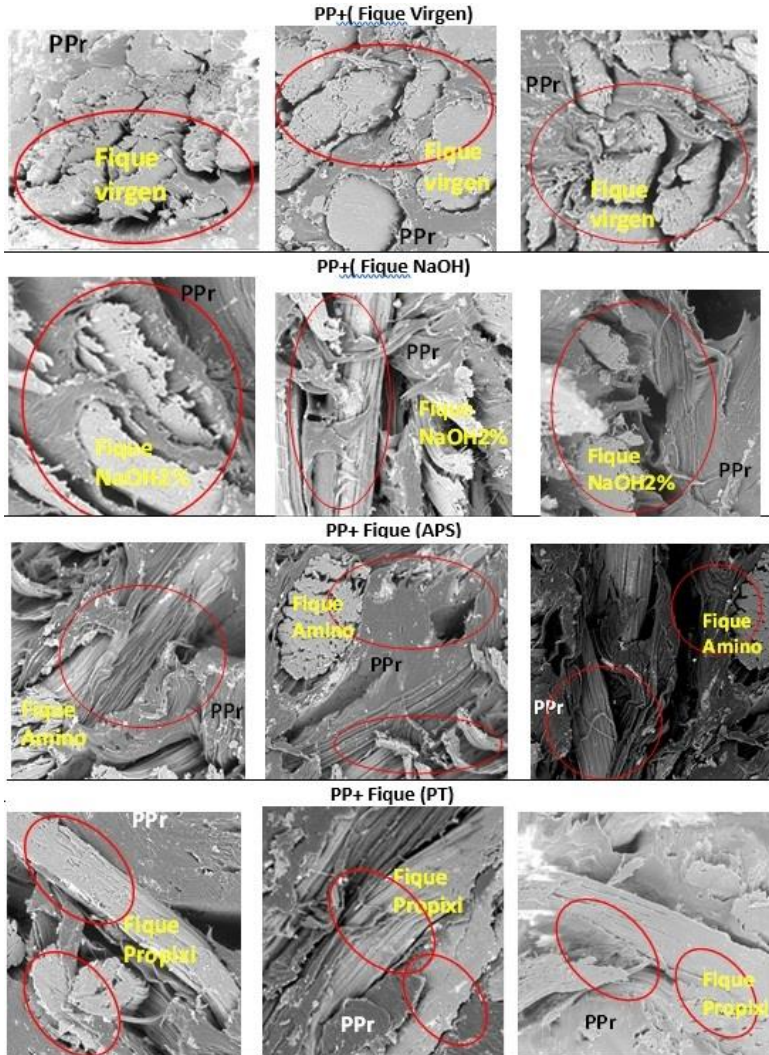 PP+( Fique Virgen)
PPr
Fique
virgen
Fique
virgen
PPr
PPr
Fique
virgen
PP+( Fique NaOH)
PPr
Fique
NaOH2%
PPr
Fique
NaOH2%
Fique
NaOH2%
PPr
PP+ Fique (APS)
Fique
Amino
PPr
Fique
Amino
PPr
Fique
Amino
PPr
PP+ Fique (PT)
PPr
Fique
Propixi
Fique
Propixi
PPr
Fique
Propixi
PPr